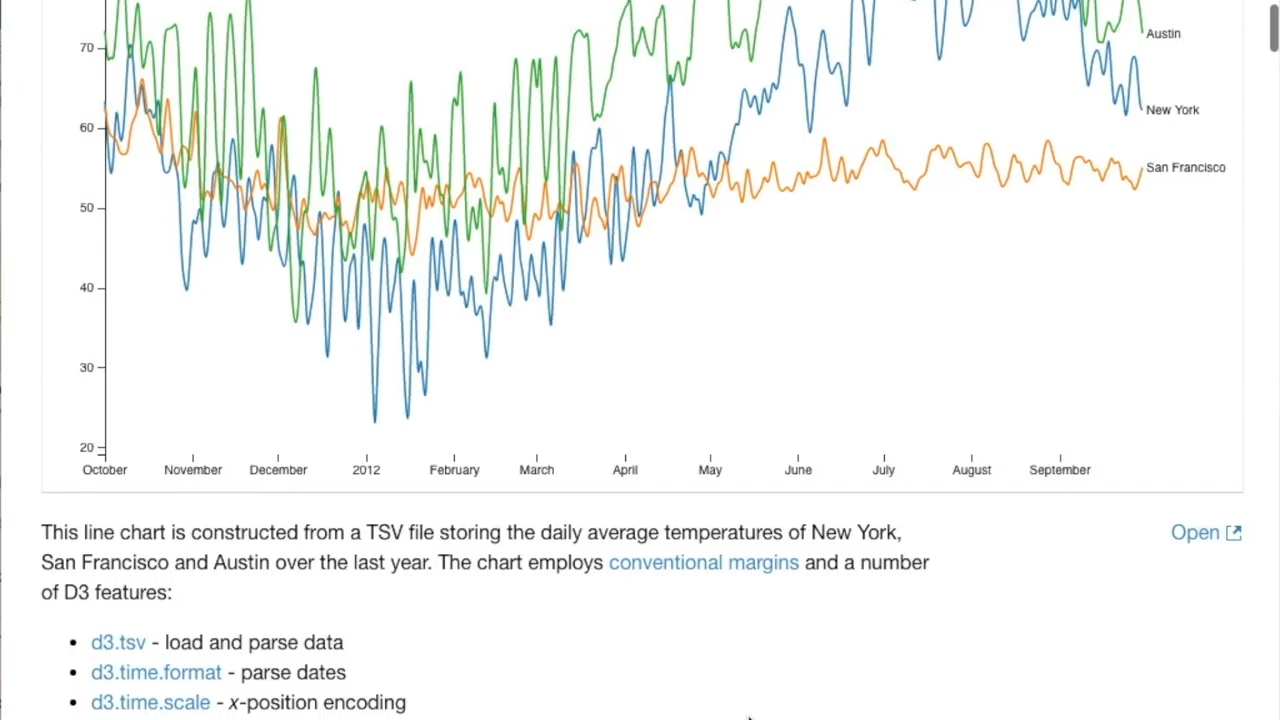 70
Austin
New York
60
San Francisco
50
40
30
20
October November December 2012 February March April May June July August September
This line chart is constructed from a TSV file storing the daily average temperatures of New York,
Open
San Francisco and Austin over the last year. The chart employs conventional margins and a number
of D3 features:
• d3.tsv - load and parse data
• d3.time.format - parse dates
• d3.time.scale - x-position encoding